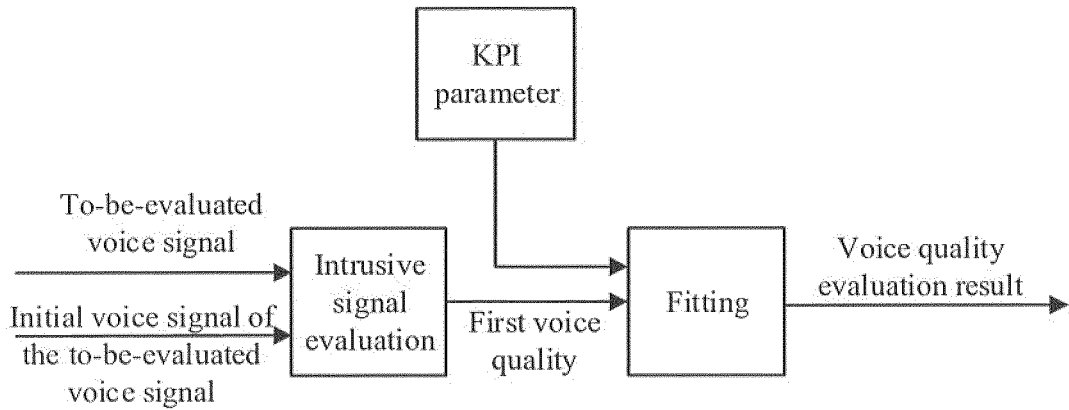 KPI
parameter
To-be-evaluated
voice signal
Initial voice signal of
the to-be-evaluated
voice signal
Intrusive
signal
evaluation
First voice
quality
Fitting
Voice quality
evaluation result